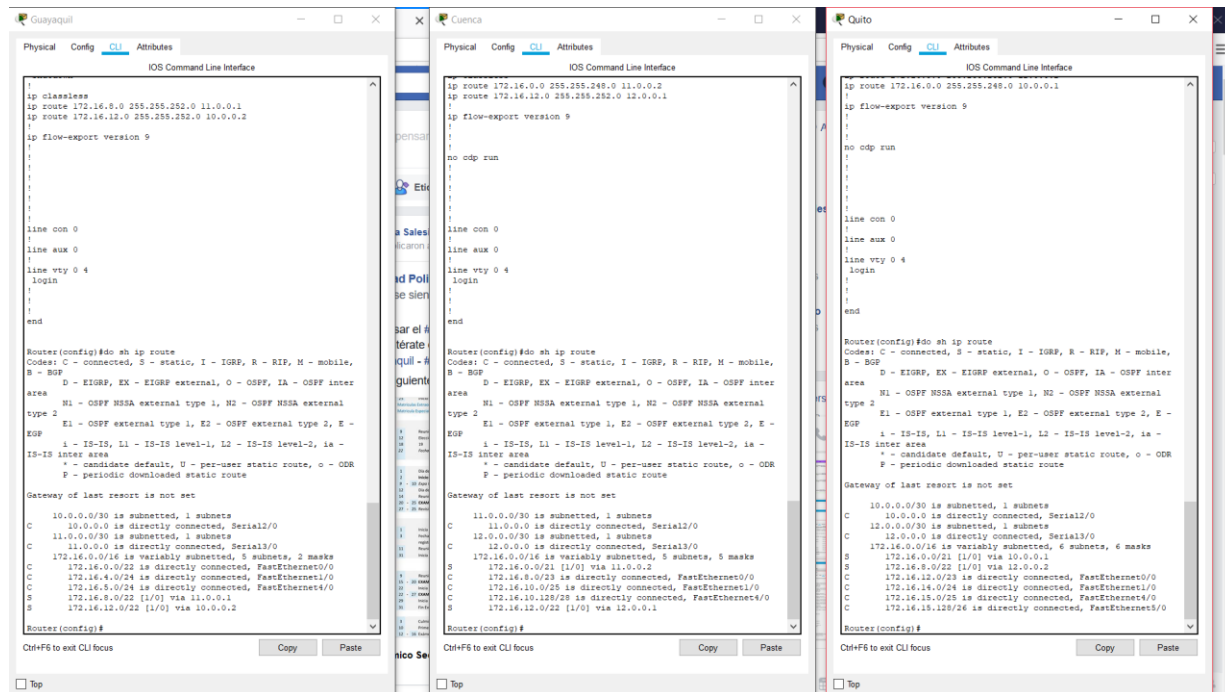 Guayaquil
Physical Config CLI Attributes
IOS Command Line Interface
!
ip classless
ip route 172.16.8.0 255.255.252.0 11.0.0.1
ip route 172.16.12.0 255.255.252.0 10.0.0.2
!
ip flow-export version 9
!
!
!
!
!
!
!
!
line con 0
!
line aux 0
!
line vty 0 4
login
!
!
!
end
Router(config)#do sh ip route
Codes: C - connected, S - static, I - IGRP, R - RIP, M - mobile,
B - BGP
D - EIGRP, EX - EIGRP external, O - OSPF, IA - OSPF inter
area
N1 - OSPF NSSA external type 1, N2 - OSPF NSSA external
type 2
E1 - OSPF external type 1, E2 - OSPF external type 2, E -
EGP
i - IS-IS, L1 - IS-IS level-1, L2 - IS-IS level-2, ia -
IS-IS inter area
* - candidate default, U - per-user static route, o - ODR
P - periodic downloaded static route
Gateway of last resort is not set
10.0.0.0/30 is subnetted, 1 subnets
C 10.0.0.0 is directly connected, Serial2/0
11.0.0.0/30 is subnetted, 1 subnets
C 11.0.0.0 is directly connected, Serial3/0
172.16.0.0/16 is variably subnetted, 5 subnets, 2 masks
C 172.16.0.0/22 is directly connected, FastEthernet0/0
C 172.16.4.0/24 is directly connected, FastEthernet1/0
C 172.16.5.0/24 is directly connected, FastEthernet4/0
S 172.16.8.0/22 [1/0] via 11.0.0.1
S 172.16.12.0/22 [1/0] via 10.0.0.2
Router(config)#
Ctrl+F6 to exit CLI focus
Copy Paste
Top
Cuenca
Physical Config CLI Attributes
IOS Command Line Interface
ip route 172.16.0.0 255.255.248.0 11.0.0.2
ip route 172.16.12.0 255.255.252.0 12.0.0.1
!
ip flow-export version 9
!
!
!
no cdp run
!
!
!
!
!
!
line con 0
!
line aux 0
!
line vty 0 4
login
!
!
!
end
Router(config)#do sh ip route
Codes: C - connected, S - static, I - IGRP, R - RIP, M - mobile,
B - BGP
D - EIGRP, EX - EIGRP external, O - OSPF, IA - OSPF inter
area
N1 - OSPF NSSA external type 1, N2 - OSPF NSSA external
type 2
E1 - OSPF external type 1, E2 - OSPF external type 2, E -
EGP
i - IS-IS, L1 - IS-IS level-1, L2 - IS-IS level-2, ia -
IS-IS inter area
* - candidate default, U - per-user static route, o - ODR
P - periodic downloaded static route
Gateway of last resort is not set
11.0.0.0/30 is subnetted, 1 subnets
C 11.0.0.0 is directly connected, Serial2/0
12.0.0.0/30 is subnetted, 1 subnets
C 12.0.0.0 is directly connected, Serial3/0
172.16.0.0/16 is variably subnetted, 5 subnets, 5 masks
S 172.16.0.0/21 [1/0] via 11.0.0.2
C 172.16.8.0/23 is directly connected, FastEthernet0/0
C 172.16.10.0/25 is directly connected, FastEthernet1/0
C 172.16.10.128/28 is directly connected, FastEthernet4/0
S 172.16.12.0/22 [1/0] via 12.0.0.1
Router(config)#
Ctrl+F6 to exit CLI focus
Copy Paste
Top
Quito
Physical Config CLI Attributes
IOS Command Line Interface
ip route 172.16.0.0 255.255.248.0 10.0.0.1
!
ip flow-export version 9
!
!
!
no cdp run
!
!
!
!
!
!
line con 0
!
line aux 0
!
line vty 0 4
login
!
!
!
end
Router(config)#do sh ip route
Codes: C - connected, S - static, I - IGRP, R - RIP, M - mobile,
B - BGP
D - EIGRP, EX - EIGRP external, O - OSPF, IA - OSPF inter
area
N1 - OSPF NSSA external type 1, N2 - OSPF NSSA external
type 2
E1 - OSPF external type 1, E2 - OSPF external type 2, E -
EGP
i - IS-IS, L1 - IS-IS level-1, L2 - IS-IS level-2, ia -
IS-IS inter area
* - candidate default, U - per-user static route, o - ODR
P - periodic downloaded static route
Gateway of last resort is not set
10.0.0.0/30 is subnetted, 1 subnets
C 10.0.0.0 is directly connected, Serial2/0
12.0.0.0/30 is subnetted, 1 subnets
C 12.0.0.0 is directly connected, Serial3/0
172.16.0.0/16 is variably subnetted, 6 subnets, 6 masks
S 172.16.0.0/21 [1/0] via 10.0.0.1
S 172.16.8.0/22 [1/0] via 12.0.0.2
C 172.16.12.0/23 is directly connected, FastEthernet0/0
C 172.16.14.0/24 is directly connected, FastEthernet1/0
C 172.16.15.0/25 is directly connected, FastEthernet4/0
C 172.16.15.128/26 is directly connected, FastEthernet5/0
Router(config)#
Ctrl+F6 to exit CLI focus
Copy Paste
Top